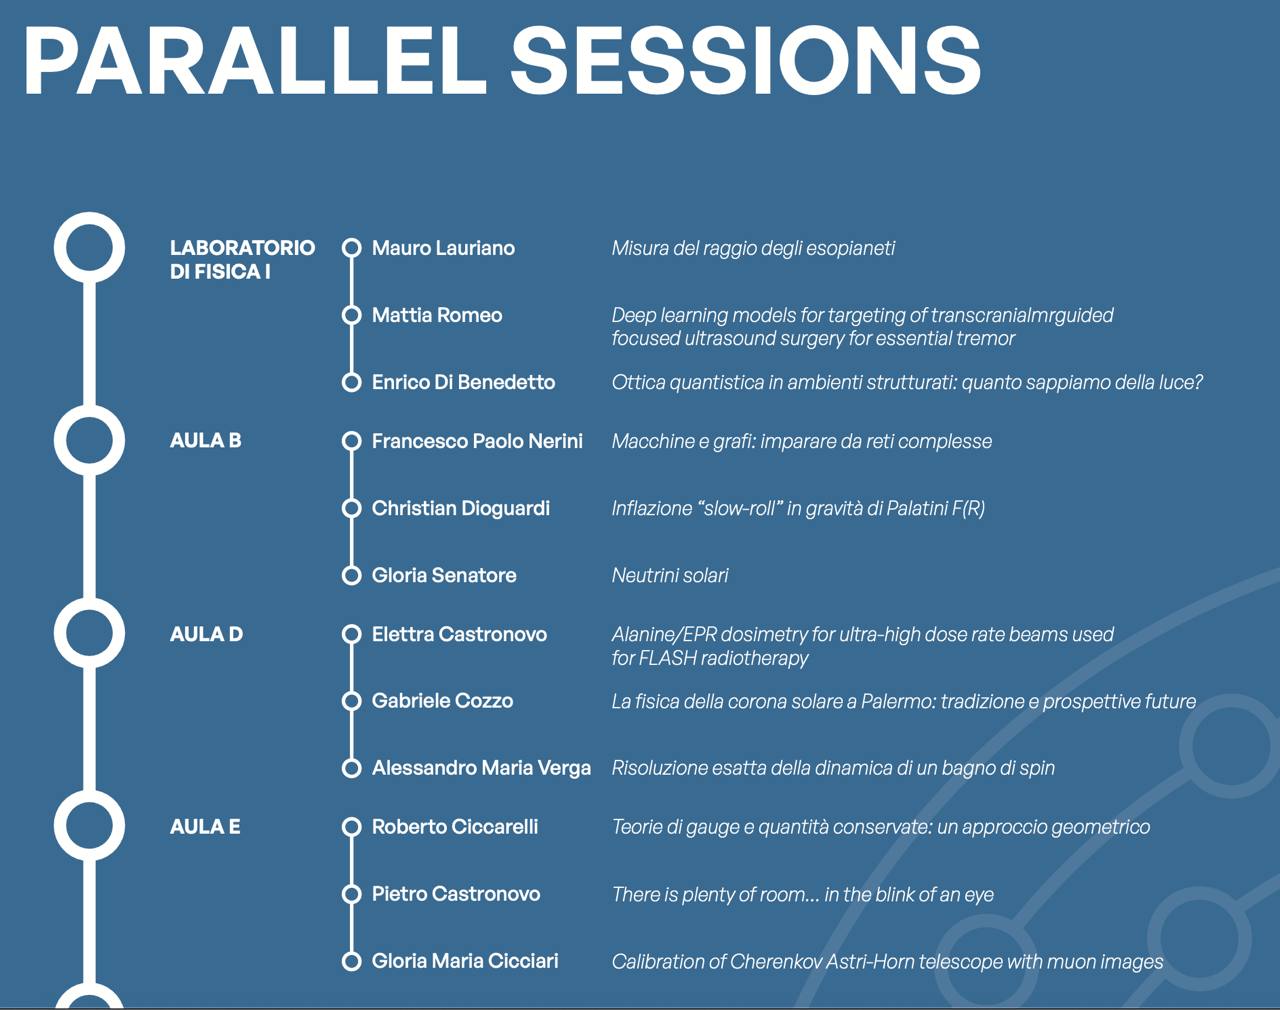 PARALLEL SESSIONS
LABORATORIO
DI FISICA I
Mauro Lauriano
Misura del raggio degli esopianeti
Mattia Romeo
Deep learning models for targeting of transcranialmrguided
focused ultrasound surgery for essential tremor
Enrico Di Benedetto
Ottica quantistica in ambienti strutturati: quanto sappiamo della luce?
AULA B
Francesco Paolo Nerini
Macchine e grafi: imparare da reti complesse
Christian Dioguardi
Inflazione “slow-roll” in gravità di Palatini F(R)
Gloria Senatore
Neutrini solari
AULA D
Elettra Castronovo
Alanine/EPR dosimetry for ultra-high dose rate beams used
for FLASH radiotherapy
Gabriele Cozzo
La fisica della corona solare a Palermo: tradizione e prospettive future
Alessandro Maria Verga
Risoluzione esatta della dinamica di un bagno di spin
AULA E
Roberto Ciccarelli
Teorie di gauge e quantità conservate: un approccio geometrico
Pietro Castronovo
There is plenty of room... in the blink of an eye
Gloria Maria Cicciari
Calibration of Cherenkov Astri-Horn telescope with muon images